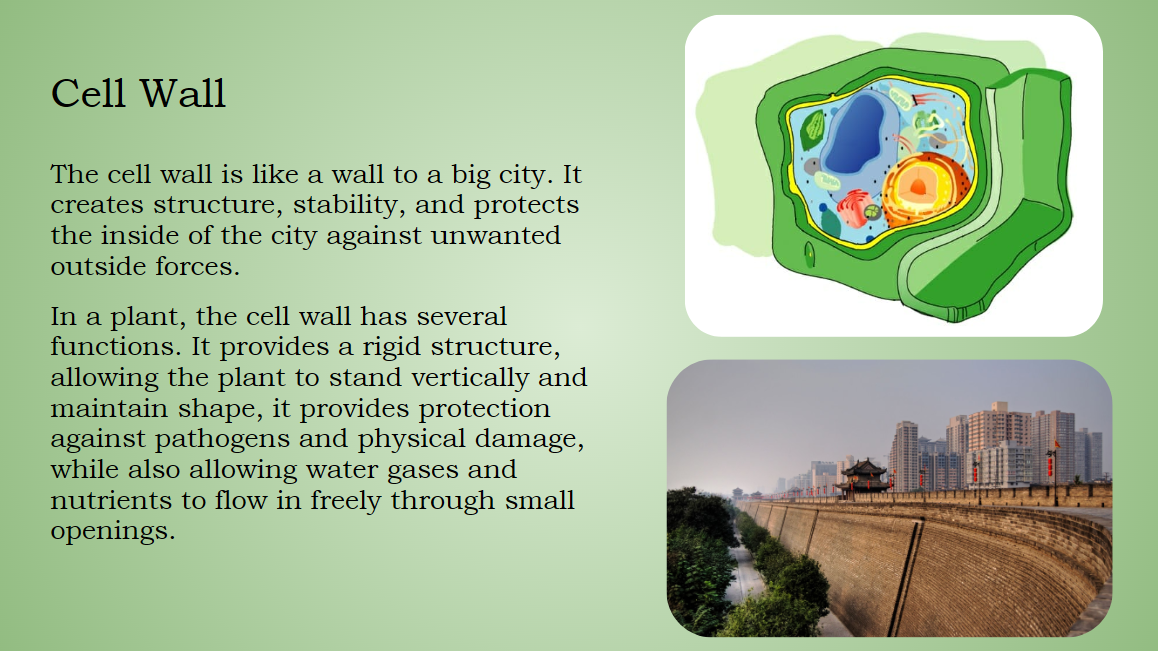 Cell Wall
The cell wall is like a wall to a big city. It
creates structure, stability, and protects
the inside of the city against unwanted
outside forces.
In a plant, the cell wall has several
functions. It provides a rigid structure,
allowing the plant to stand vertically and
maintain shape, it provides protection
against pathogens and physical damage,
while also allowing water gases and
nutrients to flow in freely through small
openings.